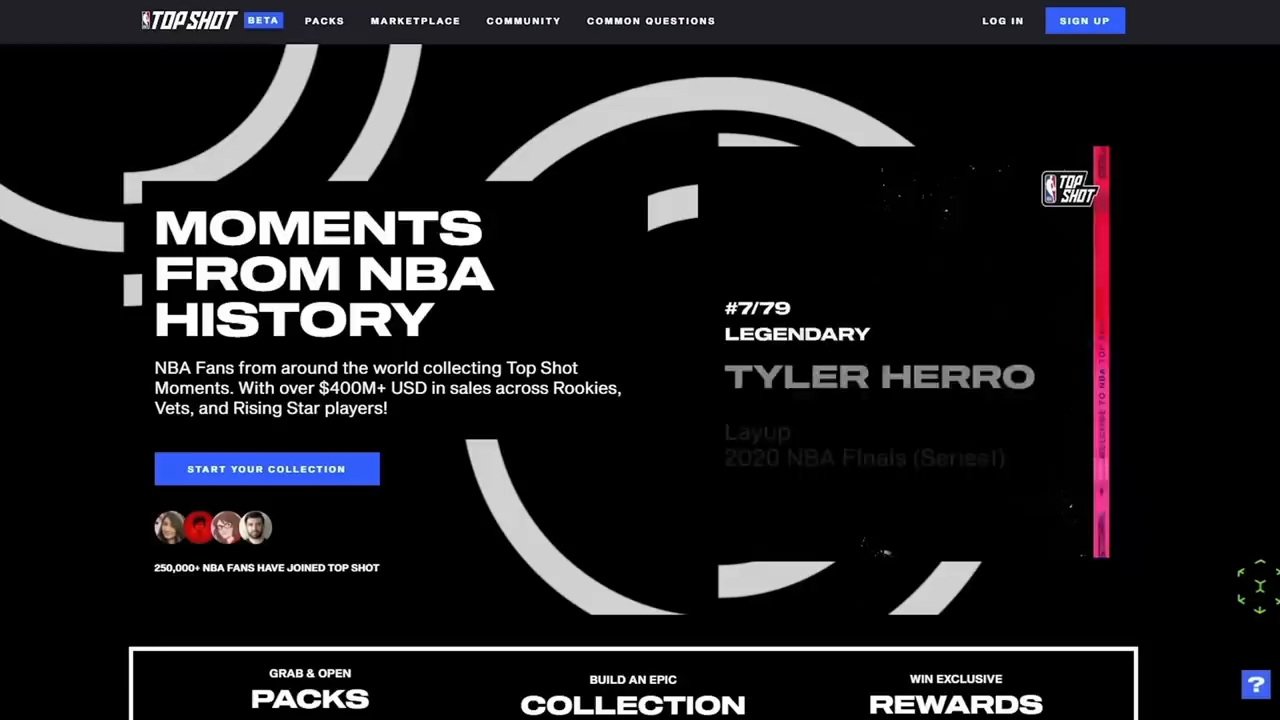 TOP SHOT BETA PACKS MARKETPLACE COMMUNITY COMMON QUESTIONS LOG IN SIGN UP
TOP
SHOT
MOMENTS
FROM NBA
HISTORY
NBA Fans from around the world collecting Top Shot
Moments. With over $400M+ USD in sales across Rookies,
Vets, and Rising Star players!
START YOUR COLLECTION
250,000+ NBA FANS HAVE JOINED TOP SHOT
#7/79
LEGENDARY
TYLER HERRO
Layup
2020 NBA Finals (Series1)
GRAB & OPEN
PACKS
BUILD AN EPIC
COLLECTION
WIN EXCLUSIVE
REWARDS
?